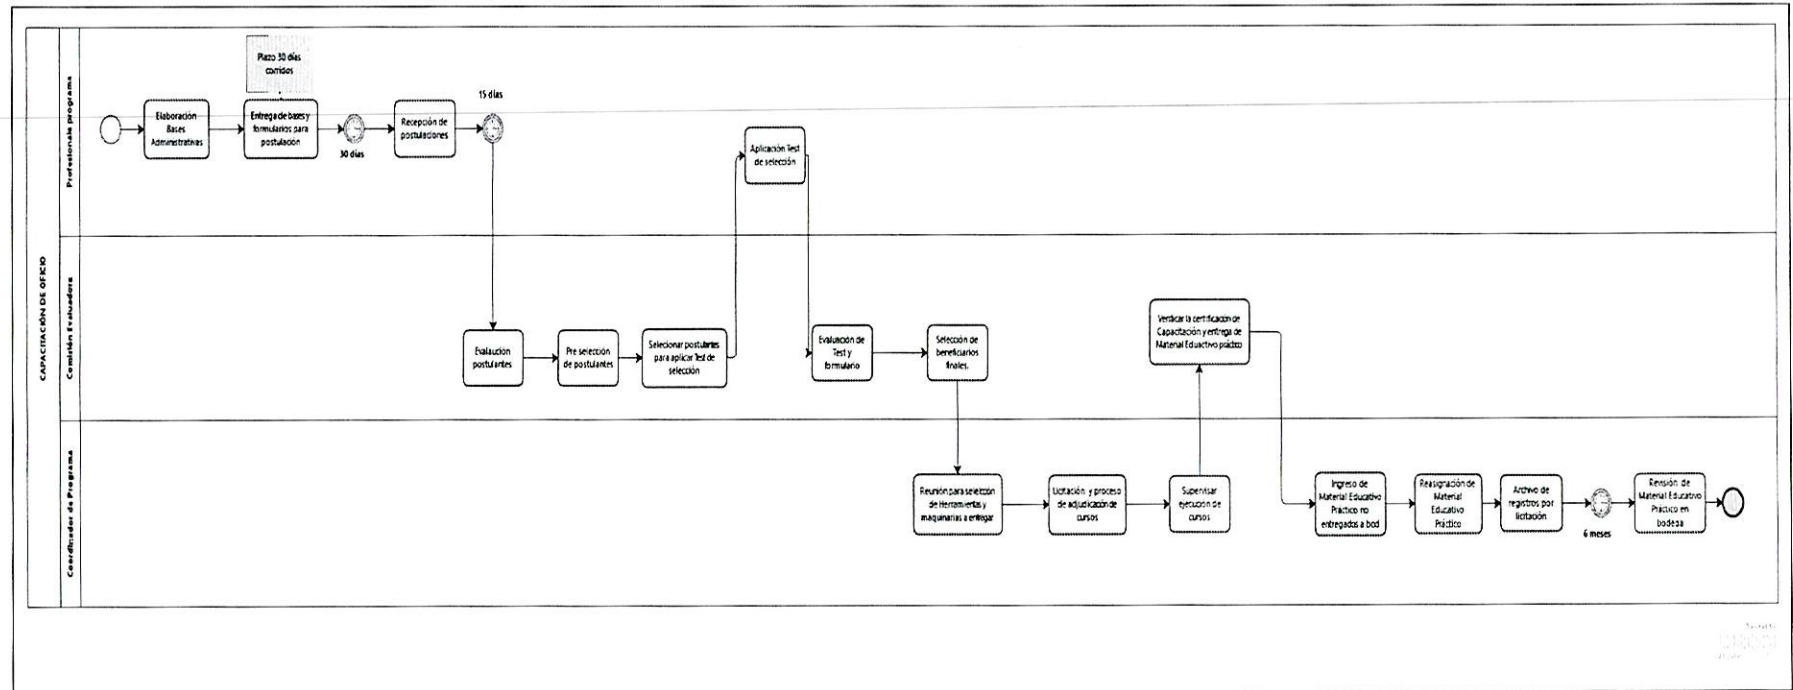 CAPACITACIÓN DE OFICIO
Profesionale programa
Plazo 30 días
corridos
Elaboración
Bases
Administrativas
Entrega de bases y
formularios para
postulación
30 días
Recepción de
postulaciones
15 días
Aplicación Test
de selección
Comisión Evaluadora
Evalaucion
postulantes
Pre selección
de postulantes
Selecionar postulantes
para aplicar Test de
selección
Evaluación de
Test y
formulario
Selección de
beneficiarios
finales.
Verificar la certificación de
Capacitación y entrega de
Material Eduactivo práctico
Coordinador de Programa
Reunión para selección
de Herramientas y
maquinarias a entregar
Licitación y proceso
de adjudicación de
cursos
Supervisar
ejecución de
cursos
Ingreso de
Material Educativo
Práctico no
entregados a bod
Reasignación de
Material
Educativo
Práctico
Archivo de
registros por
licitación
6 meses
Revisión de
Material Educativo
Práctico en
bodega